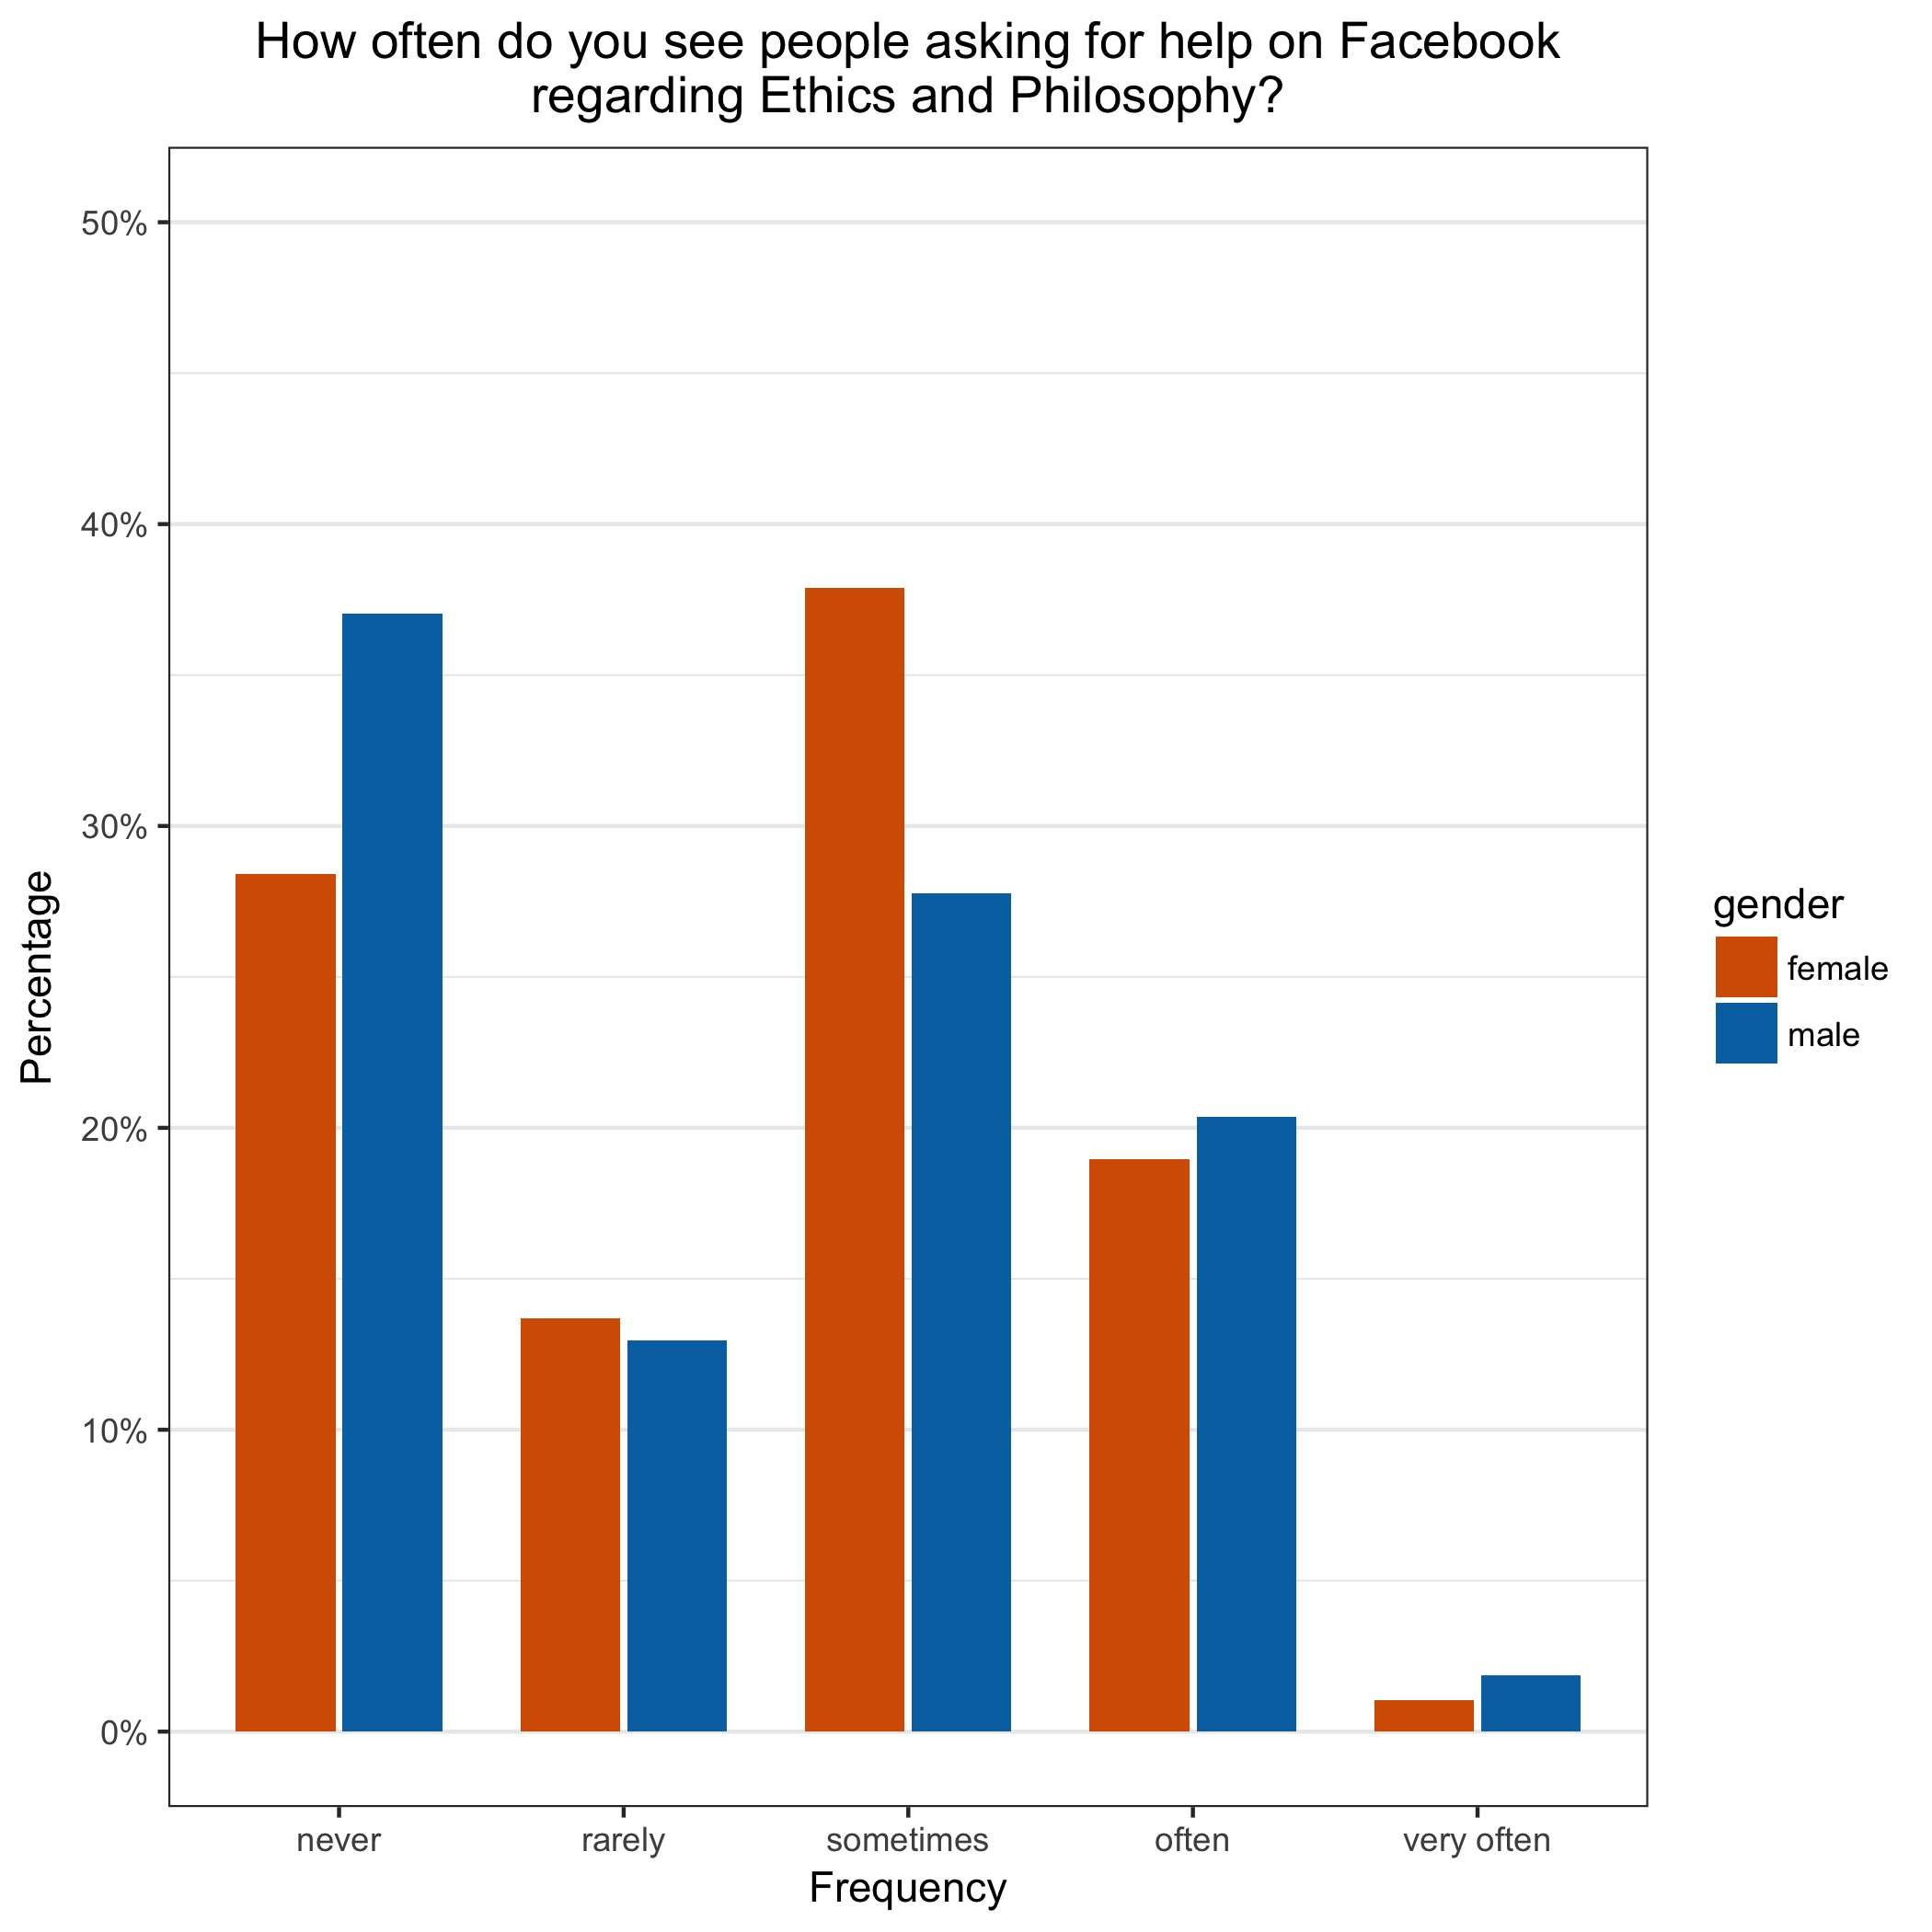 How often do you see people asking for help on Facebook
regarding Ethics and Philosophy?
50%
40%
30%
20%
10%
0%
Percentage
never rarely sometimes often very often
Frequency
gender
female
male